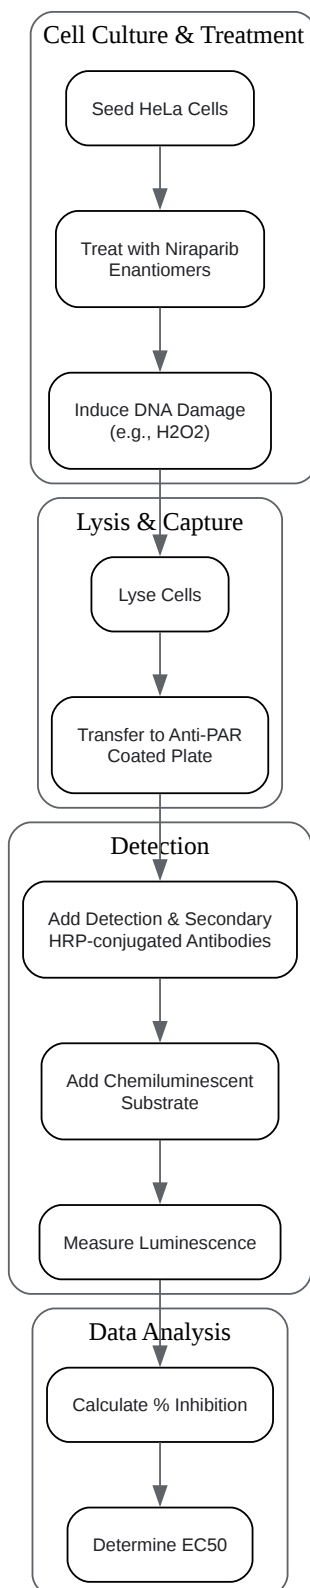 Cell Culture & Treatment
Seed HeLa Cells
Treat with Niraparib
Enantiomers
Induce DNA Damage
(e.g., H2O2)
Lysis & Capture
Lyse Cells
Transfer to Anti-PAR
Coated Plate
Detection
Add Detection & Secondary
HRP-conjugated Antibodies
Add Chemiluminescent
Substrate
Measure Luminescence
Data Analysis
Calculate % Inhibition
Determine EC50